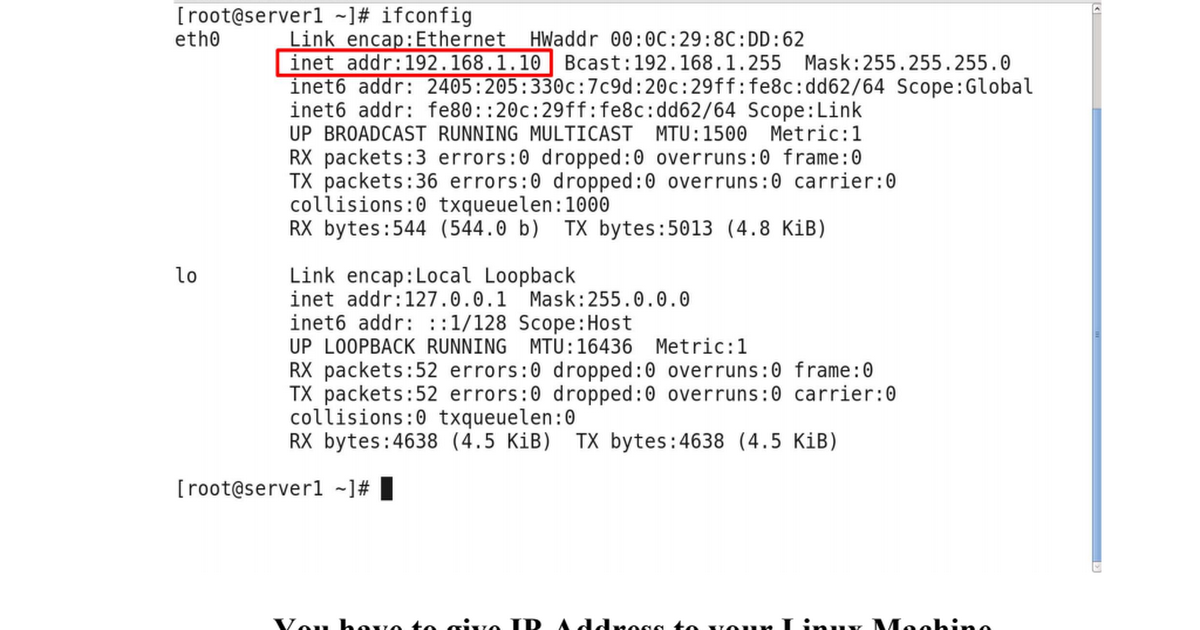 [root@server1 ~]# ifconfig
eth0 Link encap:Ethernet HWaddr 00:0C:29:8C:DD:62
inet addr:192.168.1.10 Bcast:192.168.1.255 Mask:255.255.255.0
inet6 addr: 2405:205:330c:7c9d:20c:29ff:fe8c:dd62/64 Scope:Global
inet6 addr: fe80::20c:29ff:fe8c:dd62/64 Scope:Link
UP BROADCAST RUNNING MULTICAST MTU:1500 Metric:1
RX packets:3 errors:0 dropped:0 overruns:0 frame:0
TX packets:36 errors:0 dropped:0 overruns:0 carrier:0
collisions:0 txqueuelen:1000
RX bytes:544 (544.0 b) TX bytes:5013 (4.8 KiB)
lo Link encap:Local Loopback
inet addr:127.0.0.1 Mask:255.0.0.0
inet6 addr: ::1/128 Scope:Host
UP LOOPBACK RUNNING MTU:16436 Metric:1
RX packets:52 errors:0 dropped:0 overruns:0 frame:0
TX packets:52 errors:0 dropped:0 overruns:0 carrier:0
collisions:0 txqueuelen:0
RX bytes:4638 (4.5 KiB) TX bytes:4638 (4.5 KiB)
[root@server1 ~]#
You have to give IP Address to your Linux Machine